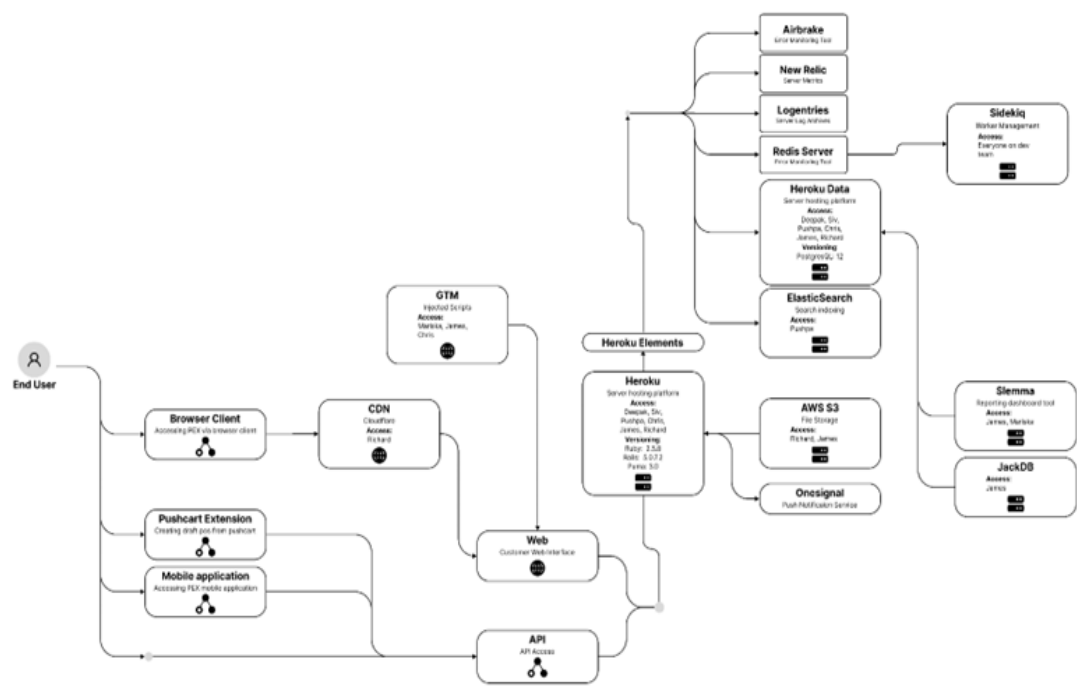 Airbrake
Error Monitoring Tool
New Relic
Server Metrics
Logentries
Server Log Archives
Redis Server
Error Monitoring Tool
Sidekiq
Worker Management
Access:
Everyone on dev
team
Heroku Data
Server hosting platform
Access:
Deepak, Siv,
Pushpa, Chris,
James, Richard
Versioning
PostgreSQL: 12
ElasticSearch
Search indexing
Access:
Pushpa
GTM
Injected Scripts
Access:
Mariska, James,
Chris
Heroku Elements
End User
Heroku
Server hosting platform
Access:
Deepak, Siv,
Pushpa, Chris,
James, Richard
Versioning:
Ruby: 2.5.8
Rails: 5.0.7.2
Puma: 5.0
Browser Client
Accessing PEX via browser client
CDN
Cloudflare
Access:
Richard
AWS S3
File Storage
Access:
Richard, James
Slemma
Reporting dashboard tool
Access:
James, Mariska
JackDB
Access:
James
Onesignal
Push Notification Service
Pushcart Extension
Creating draft pos from pushcart
Web
Customer Web Interface
Mobile application
Accessing PEX mobile application
API
API Access